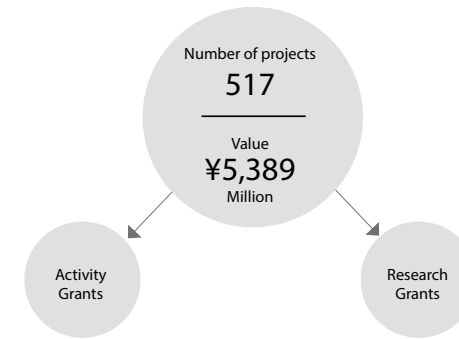 Number of projects
517
Value
¥5,389
Million
Activity
Grants
Research
Grants